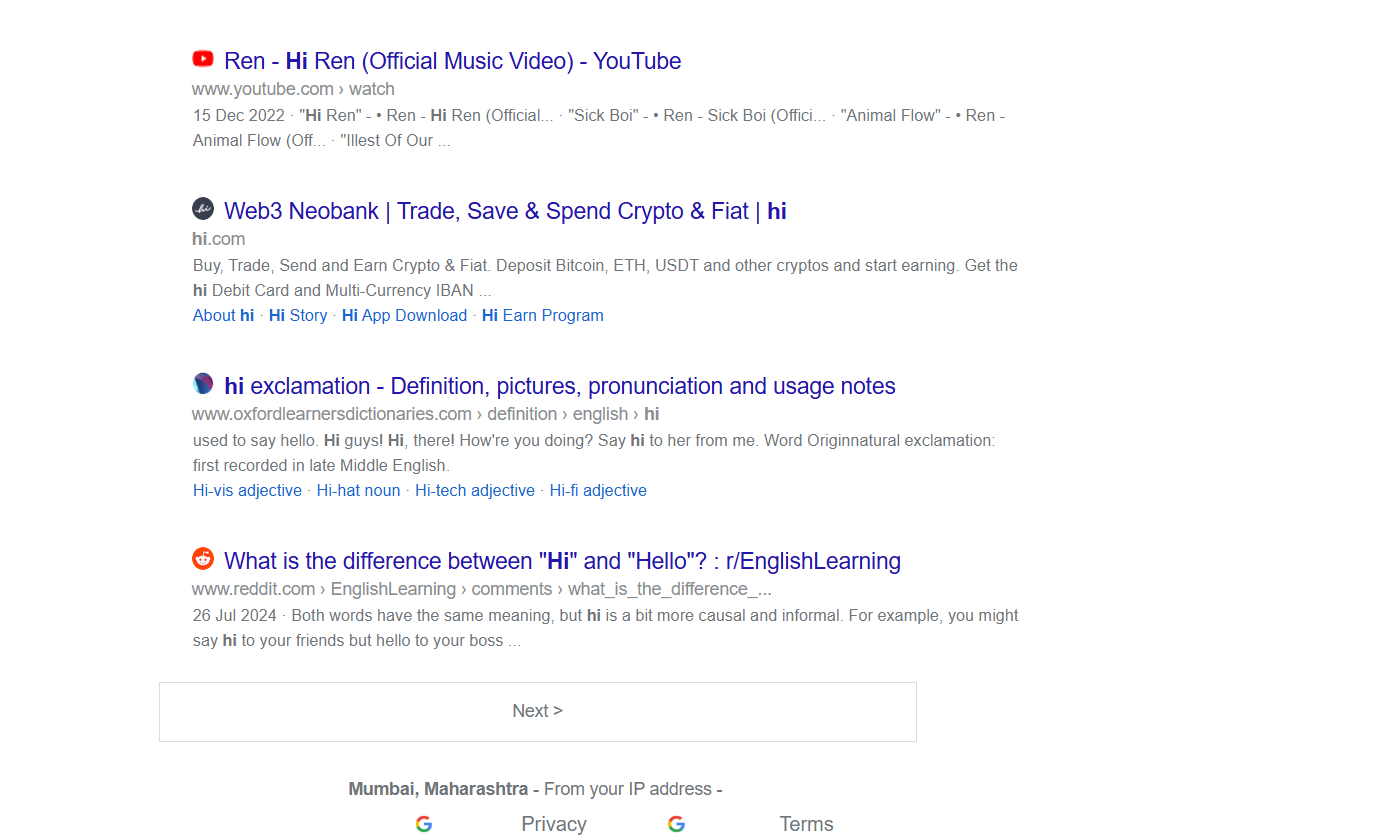 Ren - Hi Ren (Official Music Video) - YouTube
www.youtube.com › watch
15 Dec 2022 · "Hi Ren" - • Ren - Hi Ren (Official... · "Sick Boi" - • Ren - Sick Boi (Offici... · "Animal Flow" - • Ren -
Animal Flow (Off... · "Illest Of Our ...
hi
Web3 Neobank | Trade, Save & Spend Crypto & Fiat | hi
hi.com
Buy, Trade, Send and Earn Crypto & Fiat. Deposit Bitcoin, ETH, USDT and other cryptos and start earning. Get the
hi Debit Card and Multi-Currency IBAN ...
About hi · Hi Story · Hi App Download · Hi Earn Program
hi exclamation - Definition, pictures, pronunciation and usage notes
www.oxfordlearnersdictionaries.com › definition › english › hi
used to say hello. Hi guys! Hi, there! How're you doing? Say hi to her from me. Word Originnatural exclamation:
first recorded in late Middle English.
Hi-vis adjective · Hi-hat noun · Hi-tech adjective · Hi-fi adjective
What is the difference between "Hi" and "Hello"? : r/EnglishLearning
www.reddit.com › EnglishLearning › comments › what_is_the_difference_...
26 Jul 2024 · Both words have the same meaning, but hi is a bit more causal and informal. For example, you might
say hi to your friends but hello to your boss ...
Next >
Mumbai, Maharashtra - From your IP address -
G Privacy G Terms